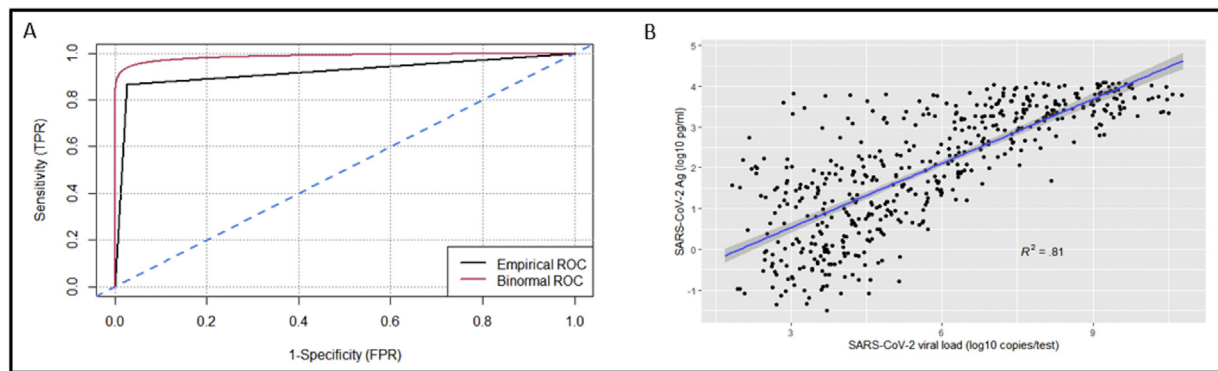 A
Sensitivity (TPR)
1.0
0.8
0.6
0.4
0.2
0.0
Empirical ROC
Binormal ROC
0.0 0.2 0.4 0.6 0.8 1.0
1-Specificity (FPR)
B
SARS-CoV-2 Ag (log10 pg/ml)
5
4
3
2
1
0
-1
R² = .81
3 6 9
SARS-CoV-2 viral load (log10 copies/test)